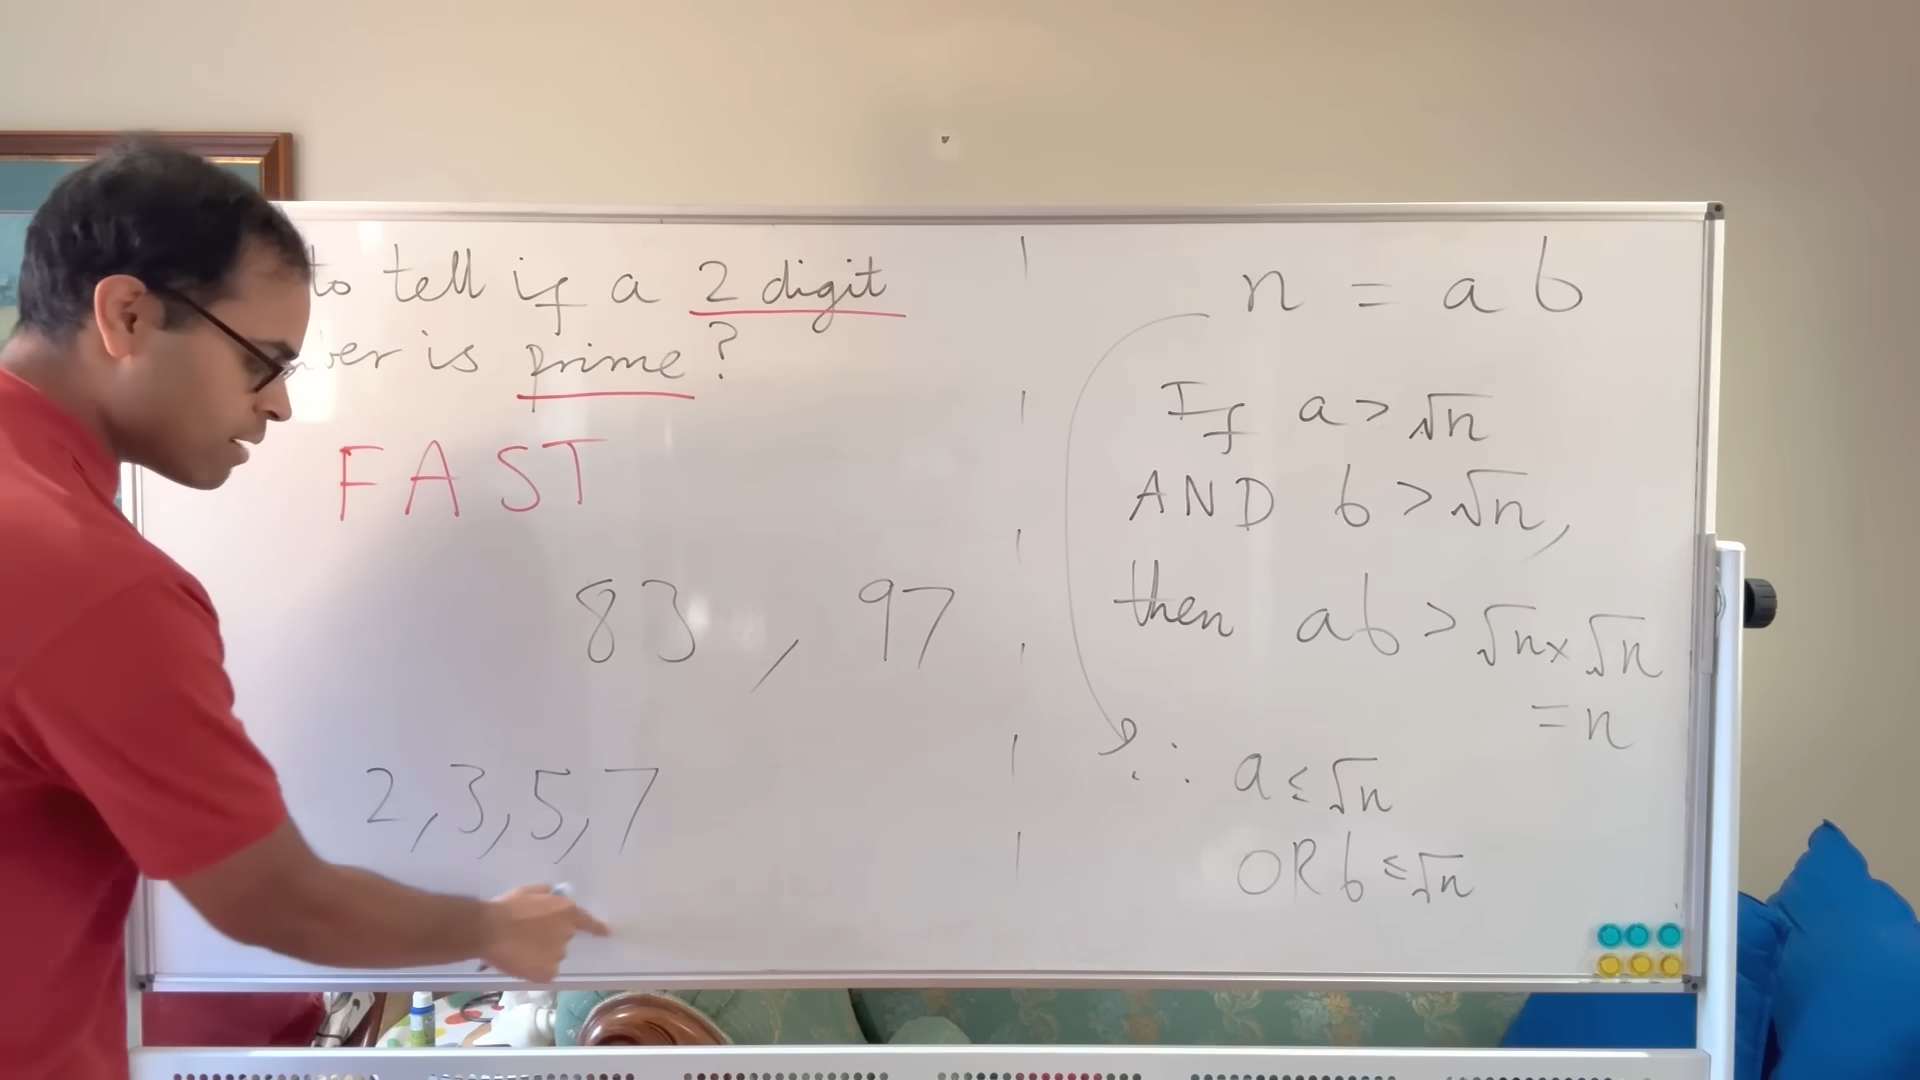 to tell if a 2 digit
ber is prime?
FAST
83, 97
2,3,5,7
n = ab
If a > √n
AND b > √n,
then ab > √n x √n
= n
∴ a ≤ √n
OR b ≤ √n